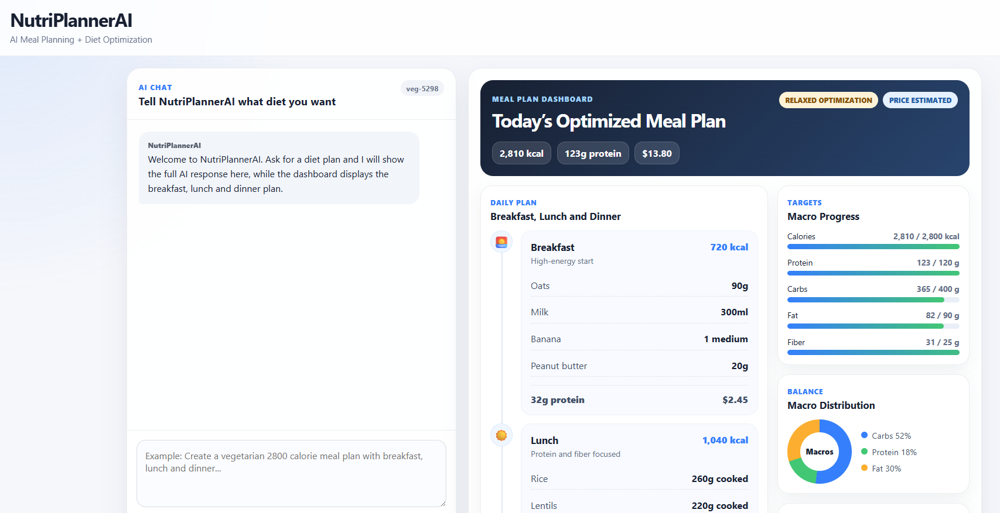 NutriPlannerAI
AI Meal Planning + Diet Optimization
AI CHAT
veg-5298
Tell NutriPlannerAI what diet you want
NutriPlannerAI
Welcome to NutriPlannerAI. Ask for a diet plan and I will show
the full AI response here, while the dashboard displays the
breakfast, lunch and dinner plan.
Example: Create a vegetarian 2800 calorie meal plan with breakfast,
lunch and dinner...
MEAL PLAN DASHBOARD
RELAXED OPTIMIZATION
PRICE ESTIMATED
Today’s Optimized Meal Plan
2,810 kcal
123g protein
$13.80
DAILY PLAN
Breakfast, Lunch and Dinner
Breakfast 720 kcal
High-energy start
Oats 90g
Milk 300ml
Banana 1 medium
Peanut butter 20g
32g protein $2.45
Lunch 1,040 kcal
Protein and fiber focused
Rice 260g cooked
Lentils 220g cooked
TARGETS
Macro Progress
Calories 2,810 / 2,800 kcal
Protein 123 / 120 g
Carbs 365 / 400 g
Fat 82 / 90 g
Fiber 31 / 25 g
BALANCE
Macro Distribution
Macros
Carbs 52%
Protein 18%
Fat 30%